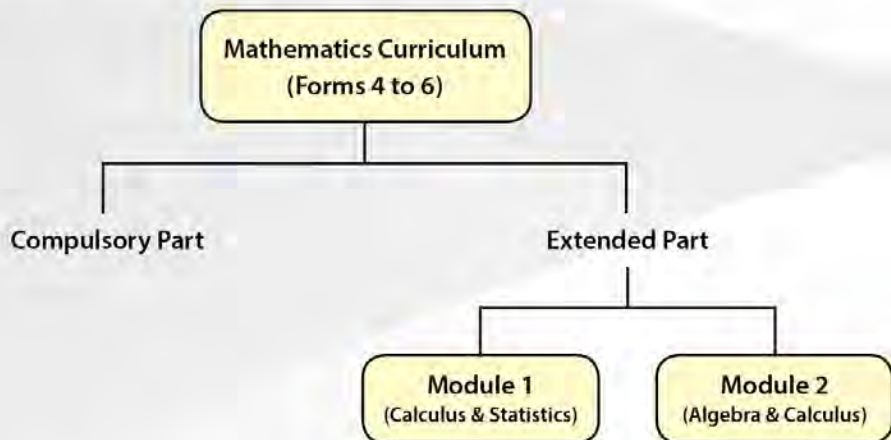 Mathematics Curriculum
(Forms 4 to 6)
Compulsory Part
Extended Part
Module 1
(Calculus & Statistics)
Module 2
(Algebra & Calculus)